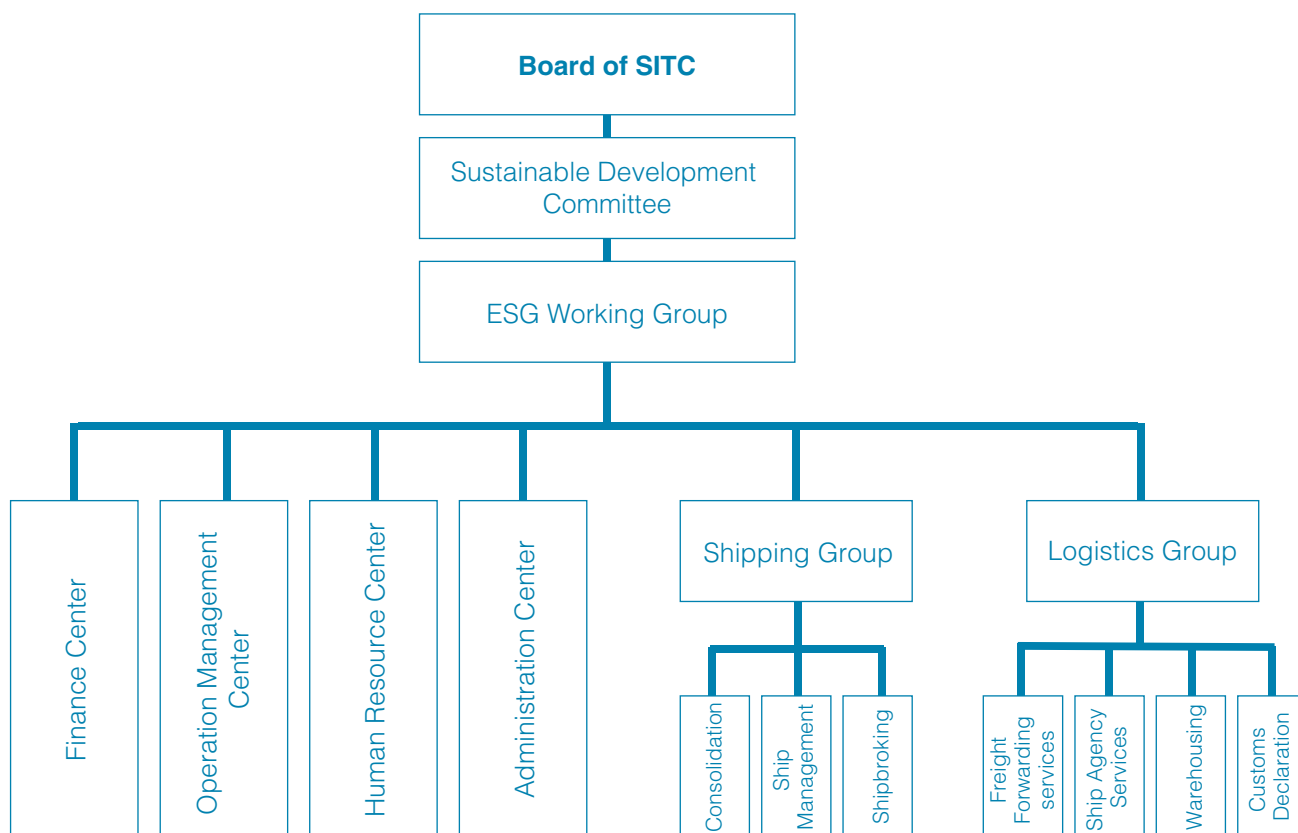 Board of SITC
Sustainable Development
Committee
ESG Working Group
Finance Center
Operation Management
Center
Human Resource Center
Administration Center
Shipping Group
Logistics Group
Consolidation
Ship
Management
Shipbroking
Freight
Forwarding
services
Ship Agency
Services
Warehousing
Customs
Declaration